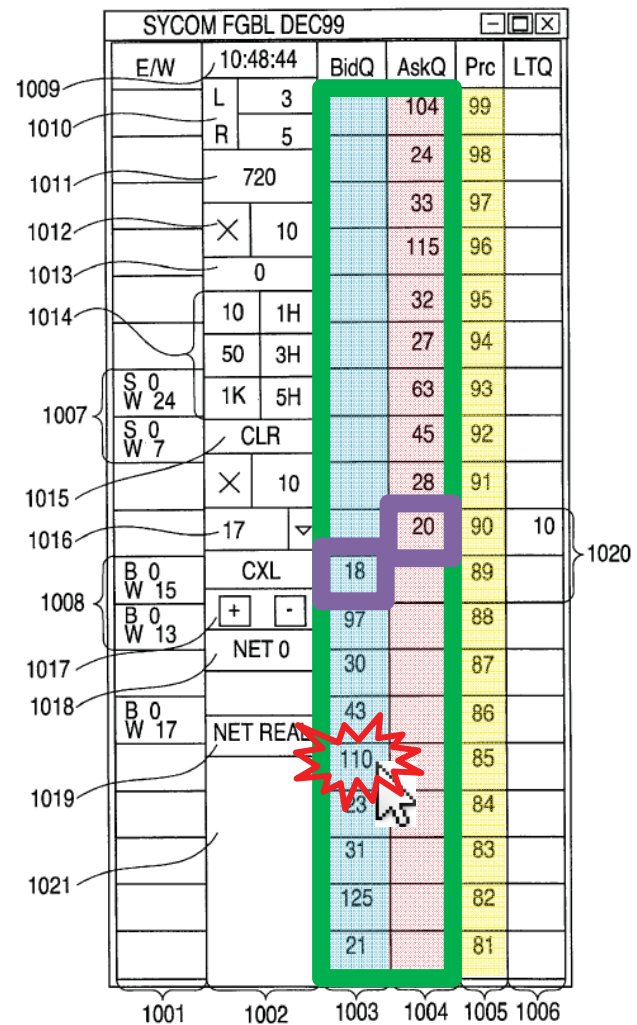 SYCOM FGBL DEC99
E/W 10:48:44 BidQ AskQ Prc LTQ
1009
L 3 104 99
1010
R 5 24 98
1011 720 33 97
1012 10 115 96
1013 0
1014 32 95
10 1H 27 94
50 3H
S 0
W 24 1K 5H 63 93
1007
S 0
W 7 CLR 45 92
1015 10 28 91
1016 17 20 90 10
1020
B 0
W 15 CXL 18 89
1008
B 0
W 13 + - 97 88
1017
NET 0 30 87
1018
B 0
W 17 43 86
NET REAL 110 85
1019 23 84
31 83
1021
125 82
21 81
1001 1002 1003 1004 1005 1006